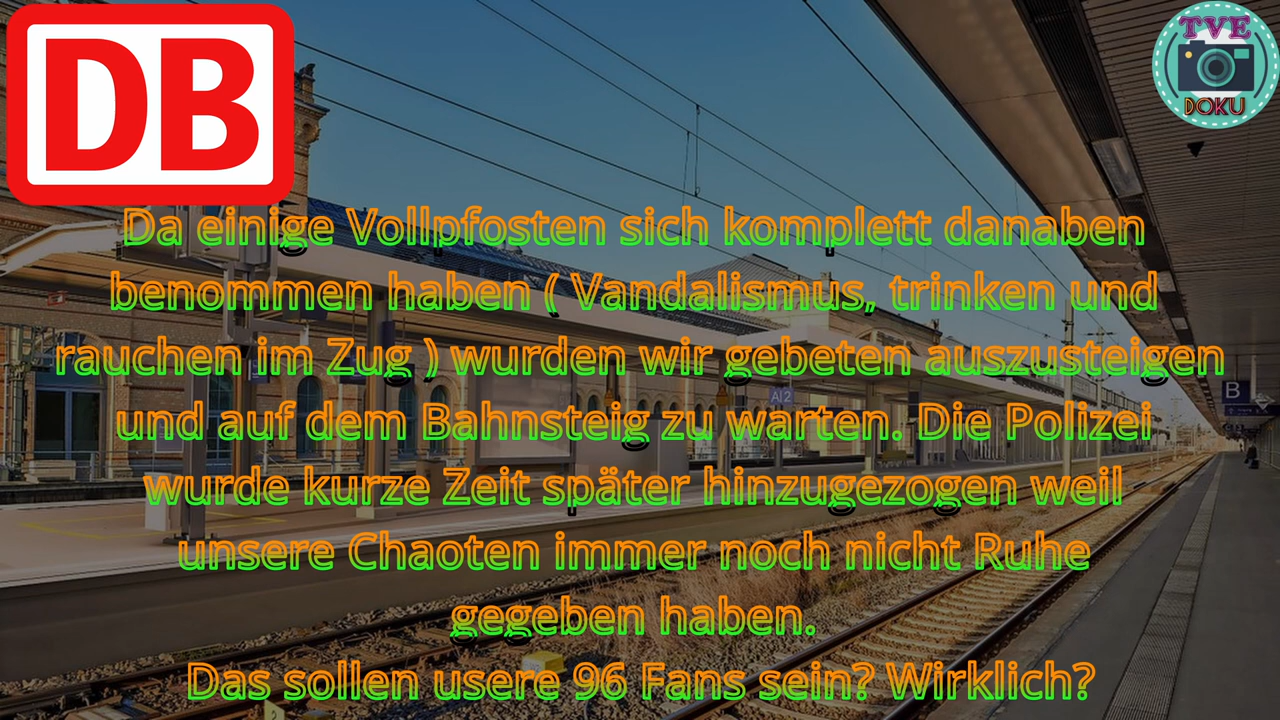 DB
TVE
DOKU
Da einige Vollpfosten sich komplett danaben
benommen haben ( Vandalismus, trinken und
rauchen im Zug ) wurden wir gebeten auszusteigen
und auf dem Bahnsteig zu warten. Die Polizei
wurde kurze Zeit später hinzugezogen weil
unsere Chaoten immer noch nicht Ruhe
gegeben haben.
Das sollen usere 96 Fans sein? Wirklich?
B